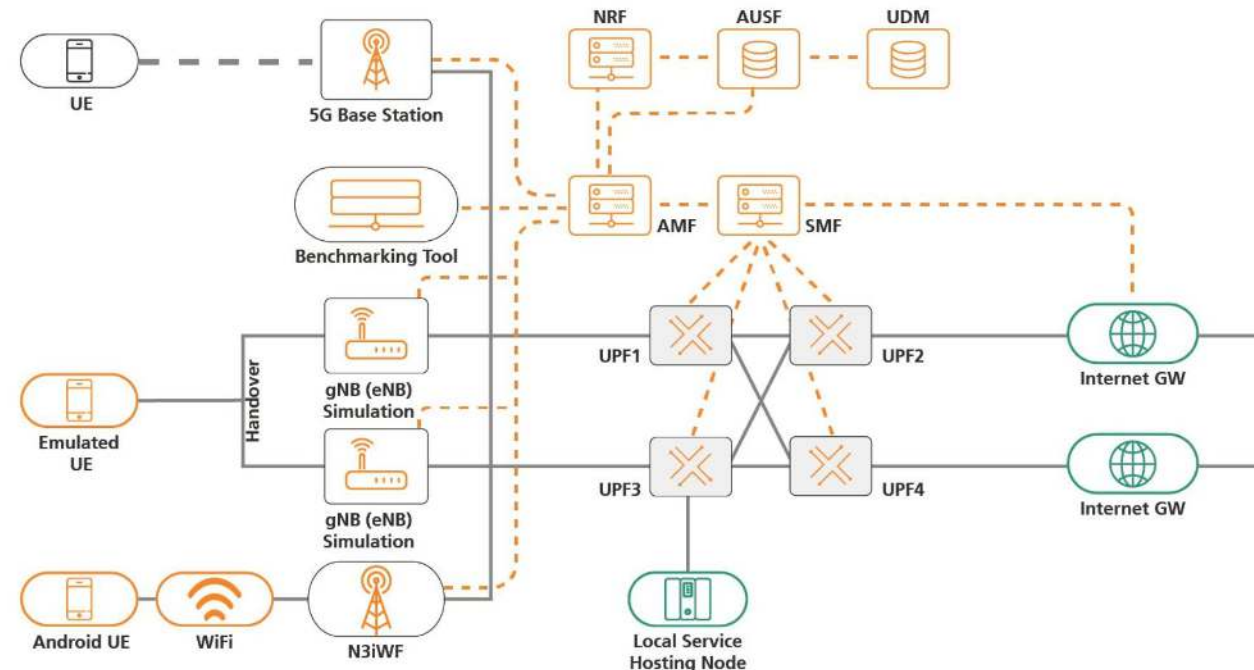 NRF
AUSF
UDM
UE
5G Base Station
AMF
SMF
Benchmarking Tool
UPF1
UPF2
Internet GW
gNB (eNB)
Simulation
Handover
Emulated
UE
UPF3
UPF4
Internet GW
gNB (eNB)
Simulation
Android UE
WiFi
N3iWF
Local Service
Hosting Node